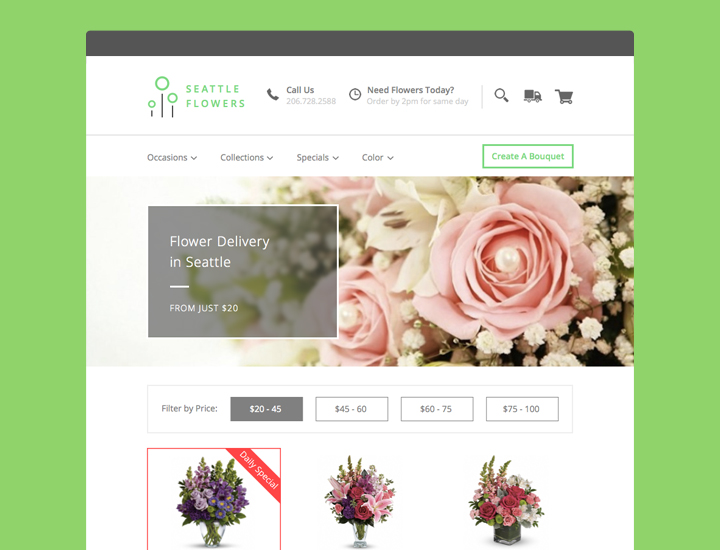 SEATTLE
FLOWERS
Call Us
206.728.2588
Need Flowers Today?
Order by 2pm for same day
Occasions
Collections
Specials
Color
Create A Bouquet
Flower Delivery
in Seattle
FROM JUST $20
Filter by Price:
$20 - 45
$45 - 60
$60 - 75
$75 - 100
Daily Special